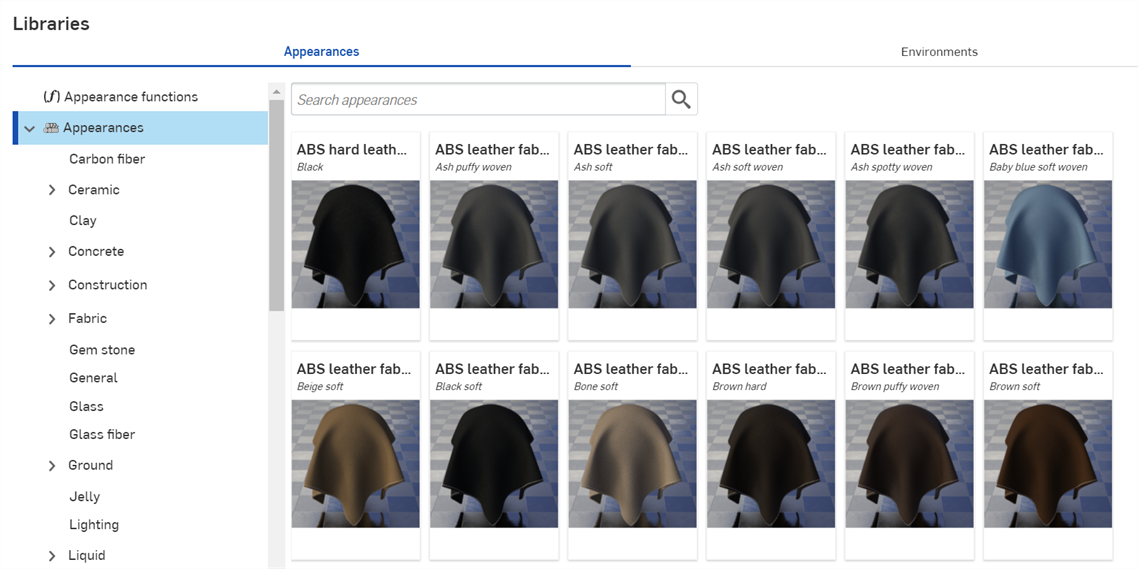 Libraries
Appearances
Environments
(ƒ) Appearance functions
Appearances
Carbon fiber
Ceramic
Clay
Concrete
Construction
Fabric
Gem stone
General
Glass
Glass fiber
Ground
Jelly
Lighting
Liquid
Search appearances
ABS hard leath...
Black
ABS leather fab...
Ash puffy woven
ABS leather fab...
Ash soft
ABS leather fab...
Ash soft woven
ABS leather fab...
Ash spotty woven
ABS leather fab...
Baby blue soft woven
ABS leather fab...
Beige soft
ABS leather fab...
Black soft
ABS leather fab...
Bone soft
ABS leather fab...
Brown hard
ABS leather fab...
Brown puffy woven
ABS leather fab...
Brown soft